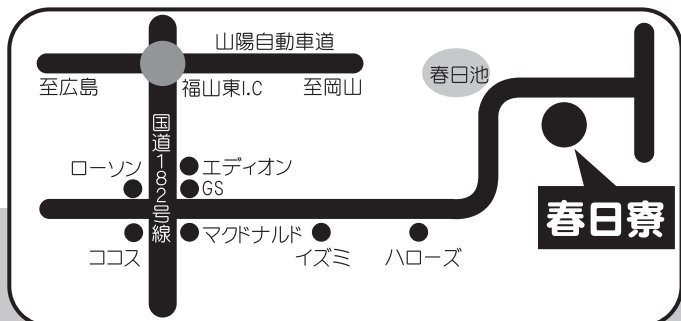 山陽自動車道
至広島
福山東I.C
至岡山
春日池
国道182号線
ローソン
エディオン
GS
春日寮
ココス
マクドナルド
イズミ
ハローズ